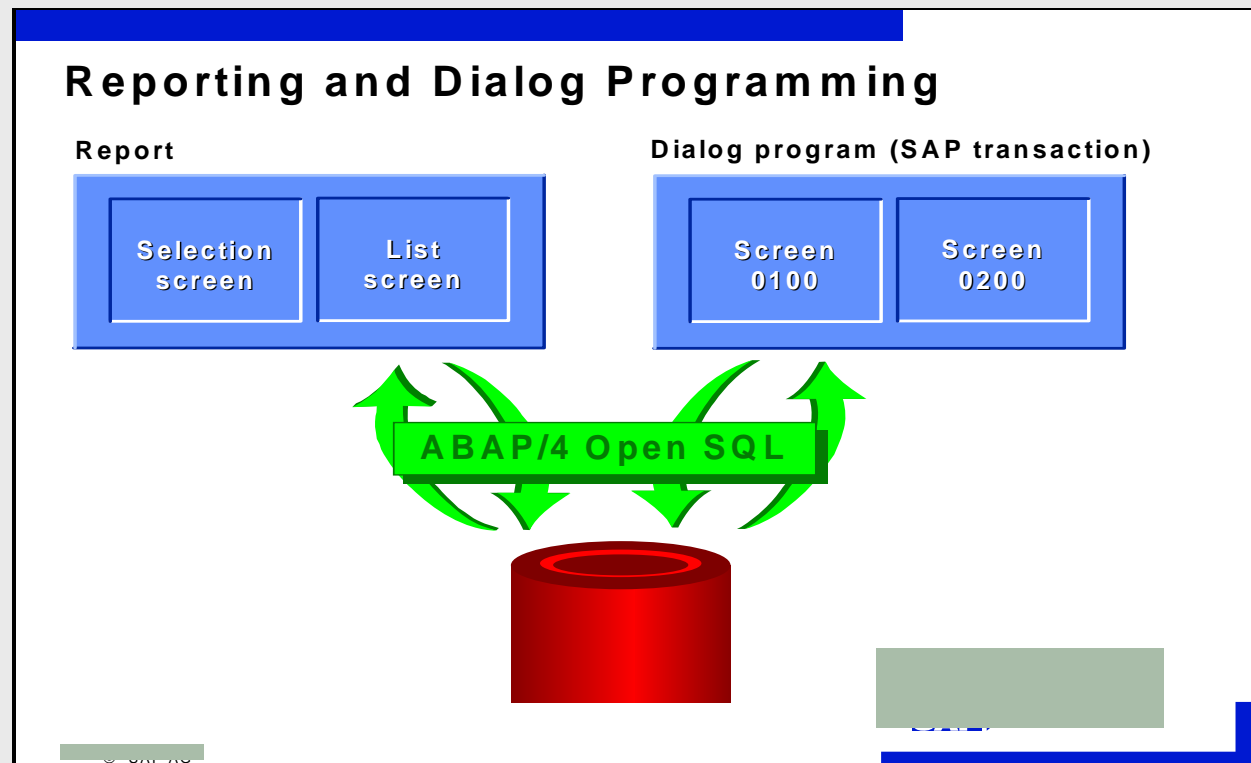 Reporting and Dialog Programming
Report
Dialog program (SAP transaction)
Selection
screen
List
screen
Screen
0100
Screen
0200
ABAP/4 Open SQL